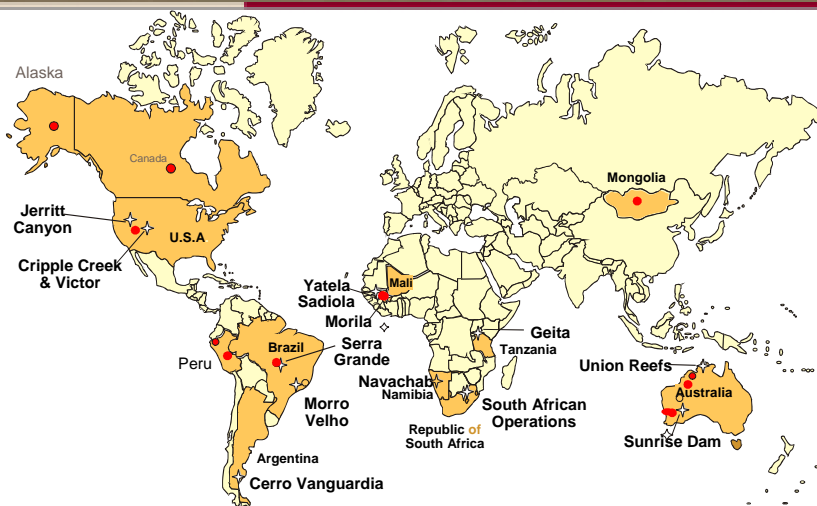 Alaska
Canada
Mongolia
Jerritt
Canyon
U.S.A
Cripple Creek
& Victor
Yatela
Sadiola
Mali
Morila
Geita
Tanzania
Peru
Brazil
Serra
Grande
Union Reefs
Navachab
Namibia
Australia
Morro
Velho
South African
Operations
Republic of
South Africa
Sunrise Dam
Argentina
Cerro Vanguardia